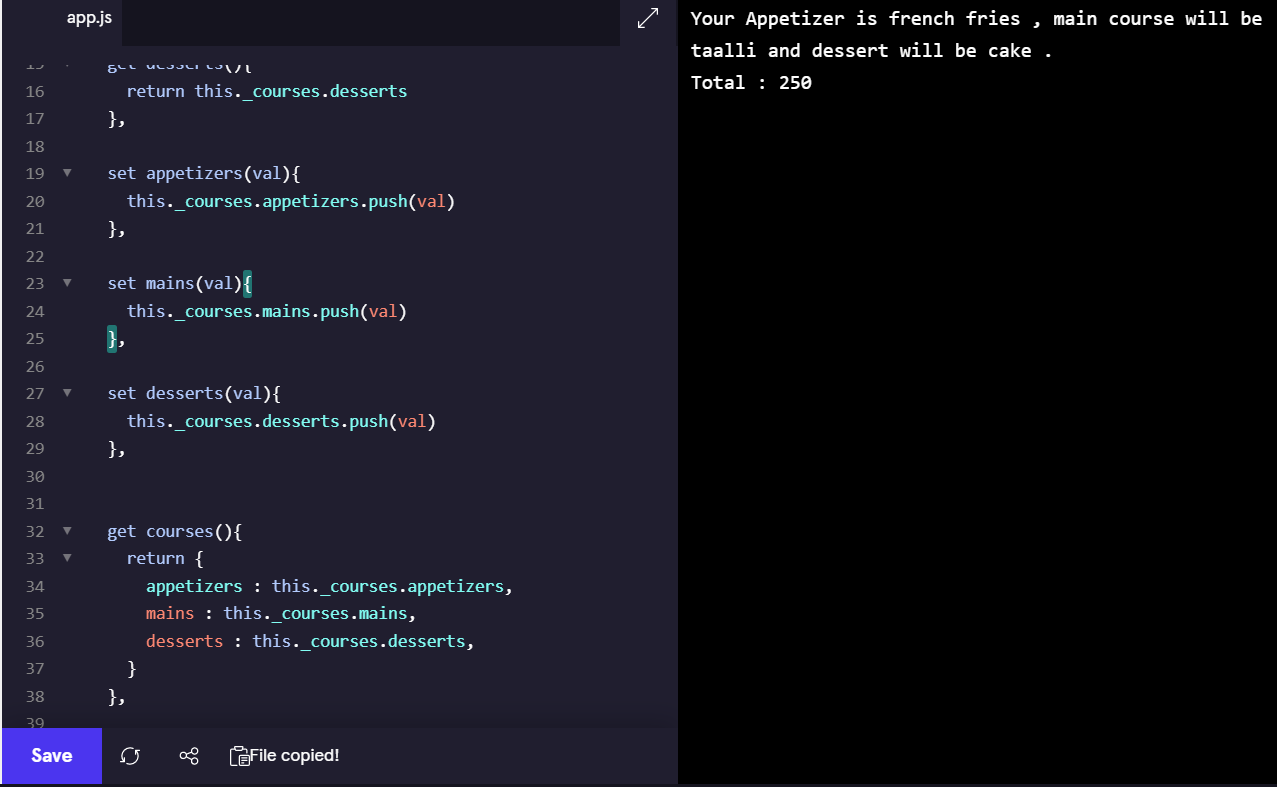 app.js
15 get desserts(){
16 return this._courses.desserts
17 },
18
19 set appetizers(val){
20 this._courses.appetizers.push(val)
21 },
22
23 set mains(val){
24 this._courses.mains.push(val)
25 },
26
27 set desserts(val){
28 this._courses.desserts.push(val)
29 },
30
31
32 get courses(){
33 return {
34 appetizers : this._courses.appetizers,
35 mains : this._courses.mains,
36 desserts : this._courses.desserts,
37 }
38 },
39
Save File copied!
Your Appetizer is french fries , main course will be
taalli and dessert will be cake .
Total : 250